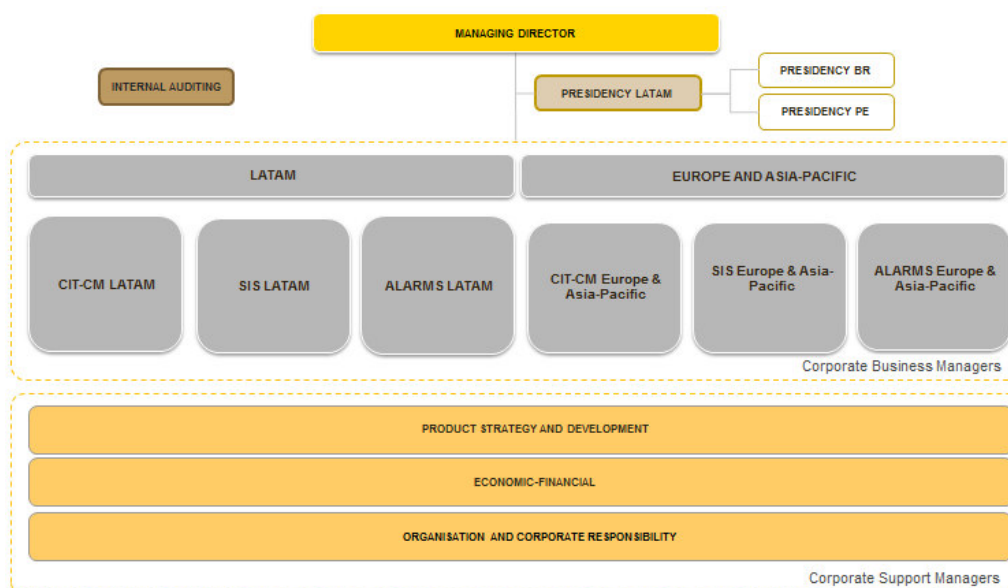 MANAGING DIRECTOR
INTERNAL AUDITING
PRESIDENCY LATAM
PRESIDENCY BR
PRESIDENCY PE
LATAM
EUROPE AND ASIA-PACIFIC
CIT-CM LATAM
SIS LATAM
ALARMS LATAM
CIT-CM Europe &
Asia-Pacific
SIS Europe & Asia-
Pacific
ALARMS Europe &
Asia-Pacific
Corporate Business Managers
PRODUCT STRATEGY AND DEVELOPMENT
ECONOMIC-FINANCIAL
ORGANISATION AND CORPORATE RESPONSIBILITY
Corporate Support Managers